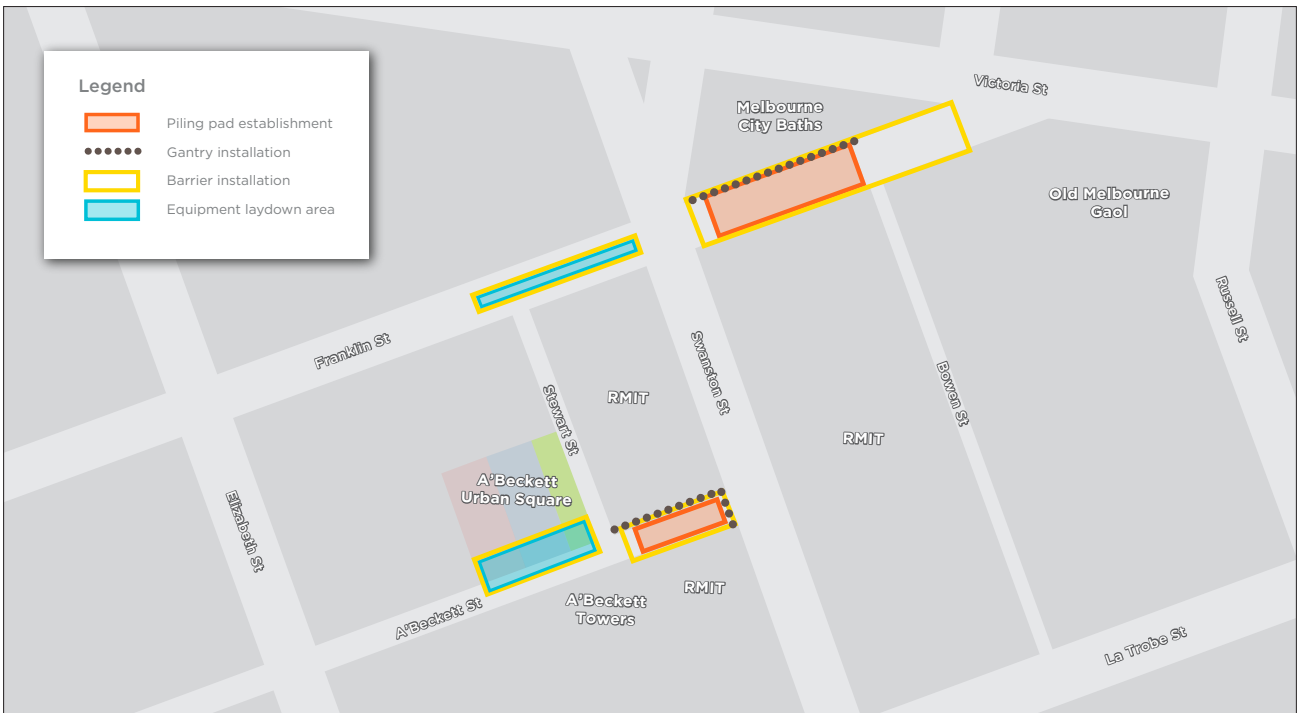 Legend
Piling pad establishment
Gantry installation
Barrier installation
Equipment laydown area
Victoria St
Melbourne
City Baths
Old Melbourne
Gaol
Russell St
Franklin St
Swanston St
Stewart St
RMIT
Bowen St
RMIT
A'Beckett
Urban Square
Elizabeth St
RMIT
A'Beckett
Towers
A'Beckett St
La Trobe St